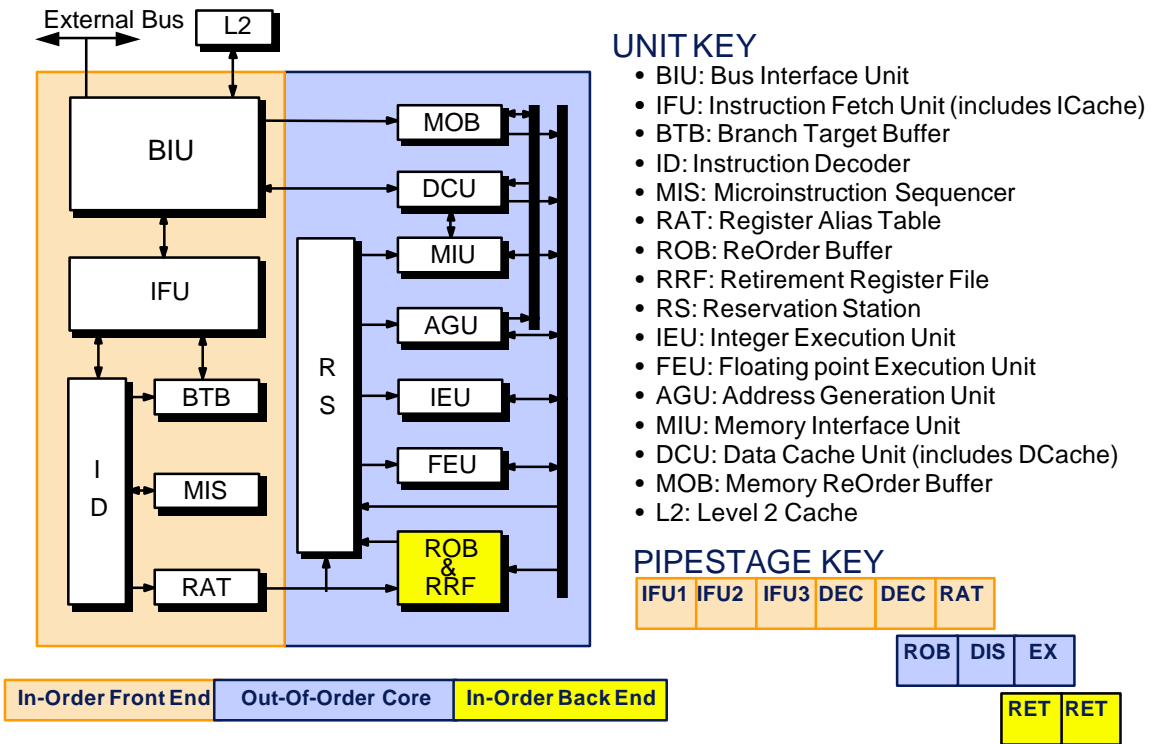 External Bus
L2
BIU
MOB
DCU
MIU
IFU
AGU
R
S
BTB
IEU
I
D
FEU
MIS
ROB
&
RRF
RAT
In-Order Front End
Out-Of-Order Core
In-Order Back End
UNIT KEY
• BIU: Bus Interface Unit
• IFU: Instruction Fetch Unit (includes ICache)
• BTB: Branch Target Buffer
• ID: Instruction Decoder
• MIS: Microinstruction Sequencer
• RAT: Register Alias Table
• ROB: ReOrder Buffer
• RRF: Retirement Register File
• RS: Reservation Station
• IEU: Integer Execution Unit
• FEU: Floating point Execution Unit
• AGU: Address Generation Unit
• MIU: Memory Interface Unit
• DCU: Data Cache Unit (includes DCache)
• MOB: Memory ReOrder Buffer
• L2: Level 2 Cache
PIPESTAGE KEY
IFU1 IFU2 IFU3 DEC DEC RAT
ROB DIS EX
RET RET